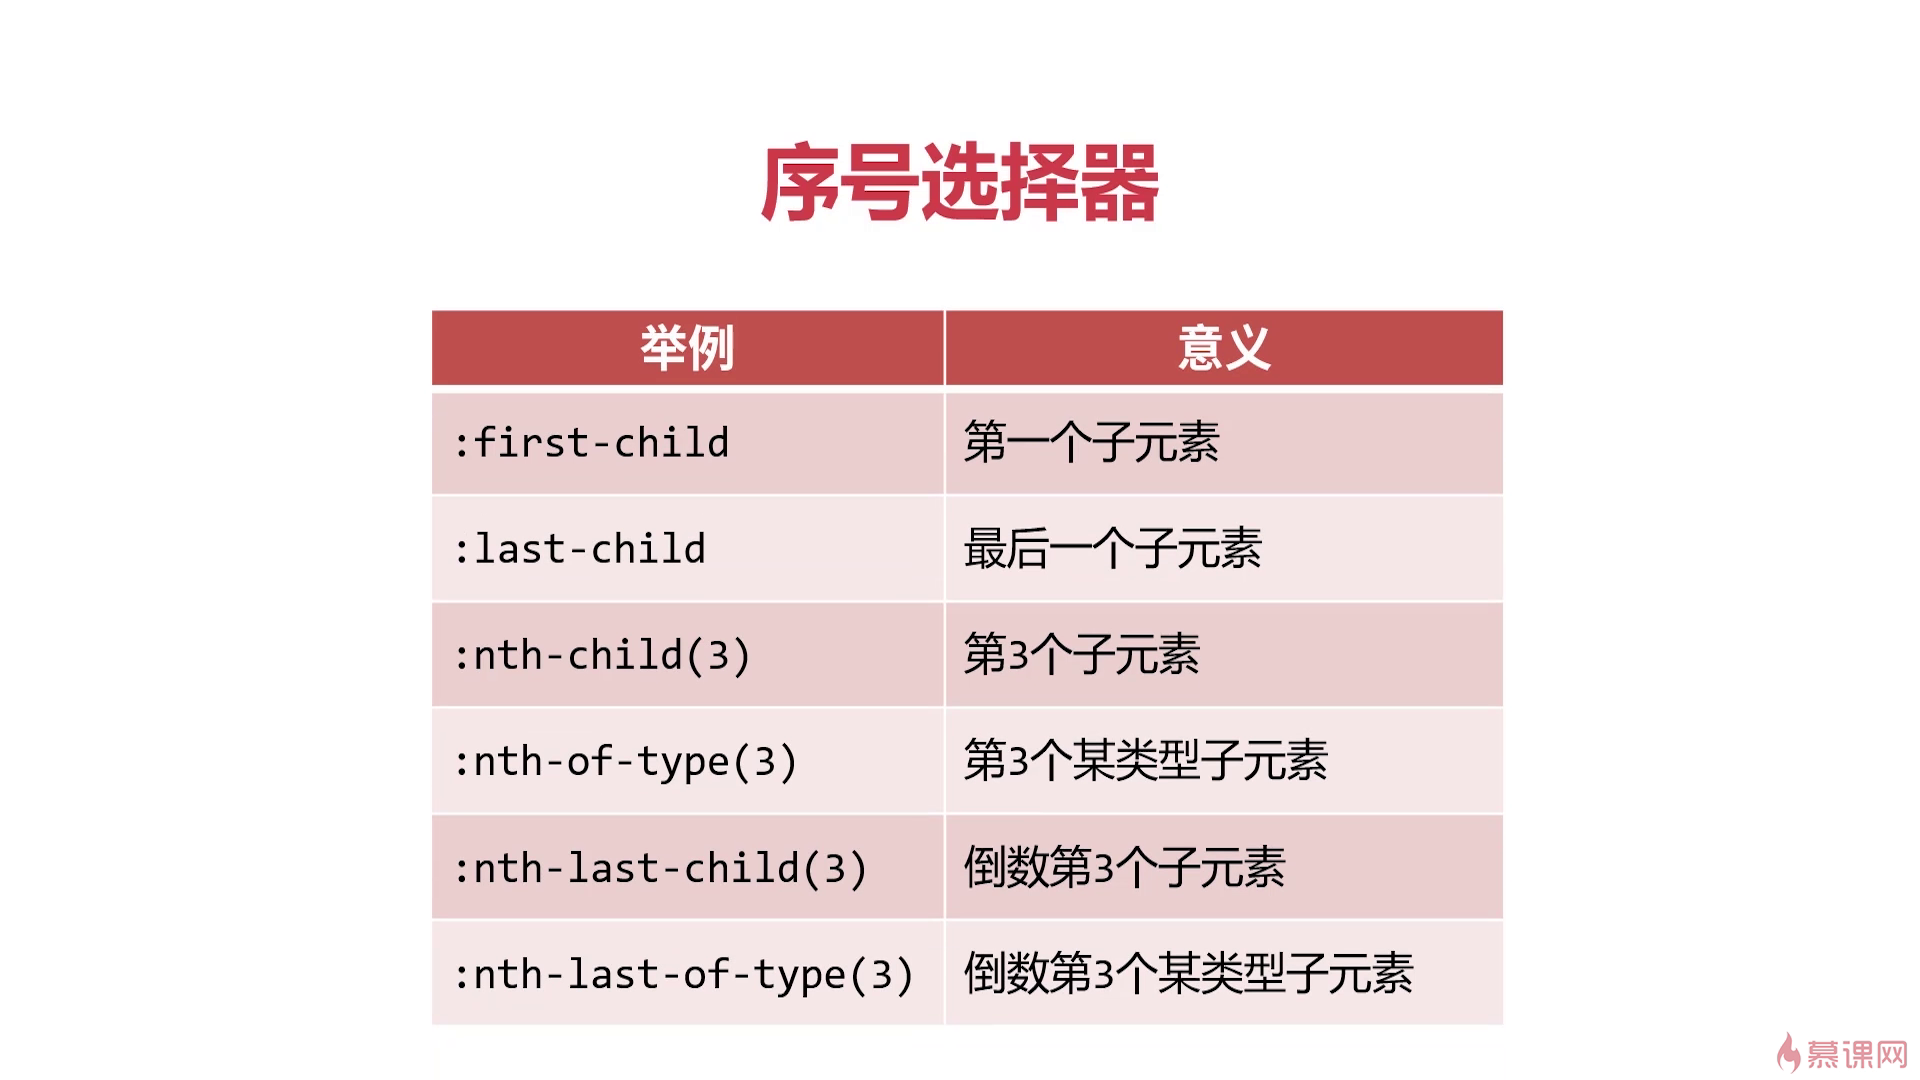 序号选择器
举例 意义
:first-child 第一个子元素
:last-child 最后一个子元素
:nth-child(3) 第3个子元素
:nth-of-type(3) 第3个某类型子元素
:nth-last-child(3) 倒数第3个子元素
:nth-last-of-type(3) 倒数第3个某类型子元素
慕课网